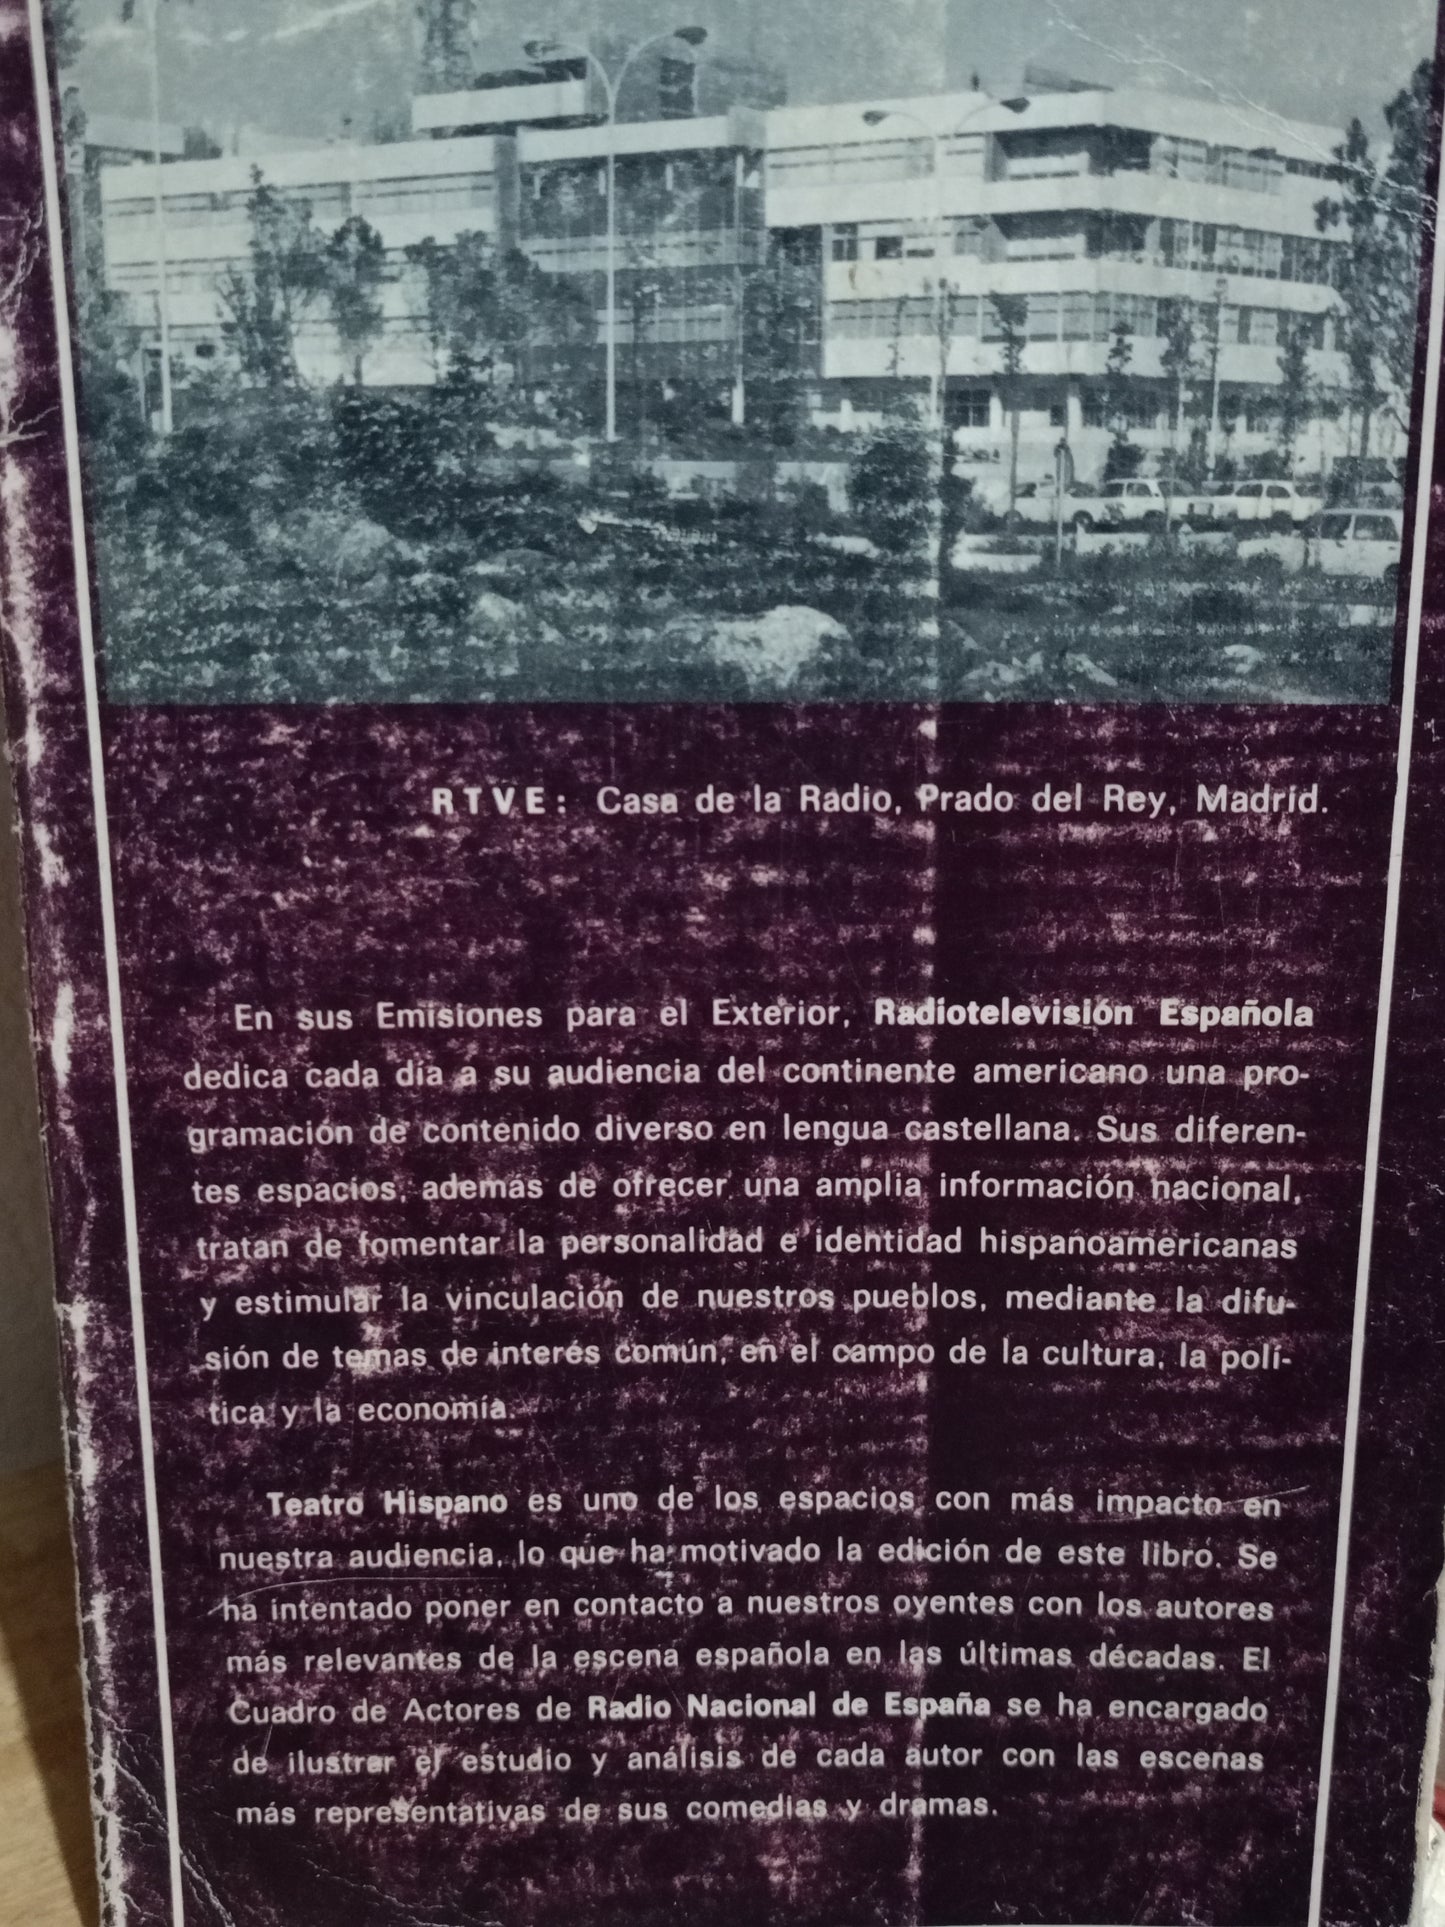 RTVE: Casa de la Radio, Prado del Rey, Madrid.
En sus Emisiones para el Exterior, Radiotelevisión Española
dedica cada día a su audiencia del continente americano una pro-
gramación de contenido diverso en lengua castellana. Sus diferen-
tes espacios, además de ofrecer una amplia información nacional,
tratan de fomentar la personalidad e identidad hispanoamericanas
y estimular la vinculación de nuestros pueblos, mediante la difu-
sión de temas de interés común, en el campo de la cultura, la polí-
tica y la economía.
Teatro Hispano es uno de los espacios con más impacto en
nuestra audiencia, lo que ha motivado la edición de este libro. Se
ha intentado poner en contacto a nuestros oyentes con los autores
más relevantes de la escena española en las últimas décadas. El
Cuadro de Actores de Radio Nacional de España se ha encargado
de ilustrar el estudio y análisis de cada autor con las escenas
más representativas de sus comedias y dramas.